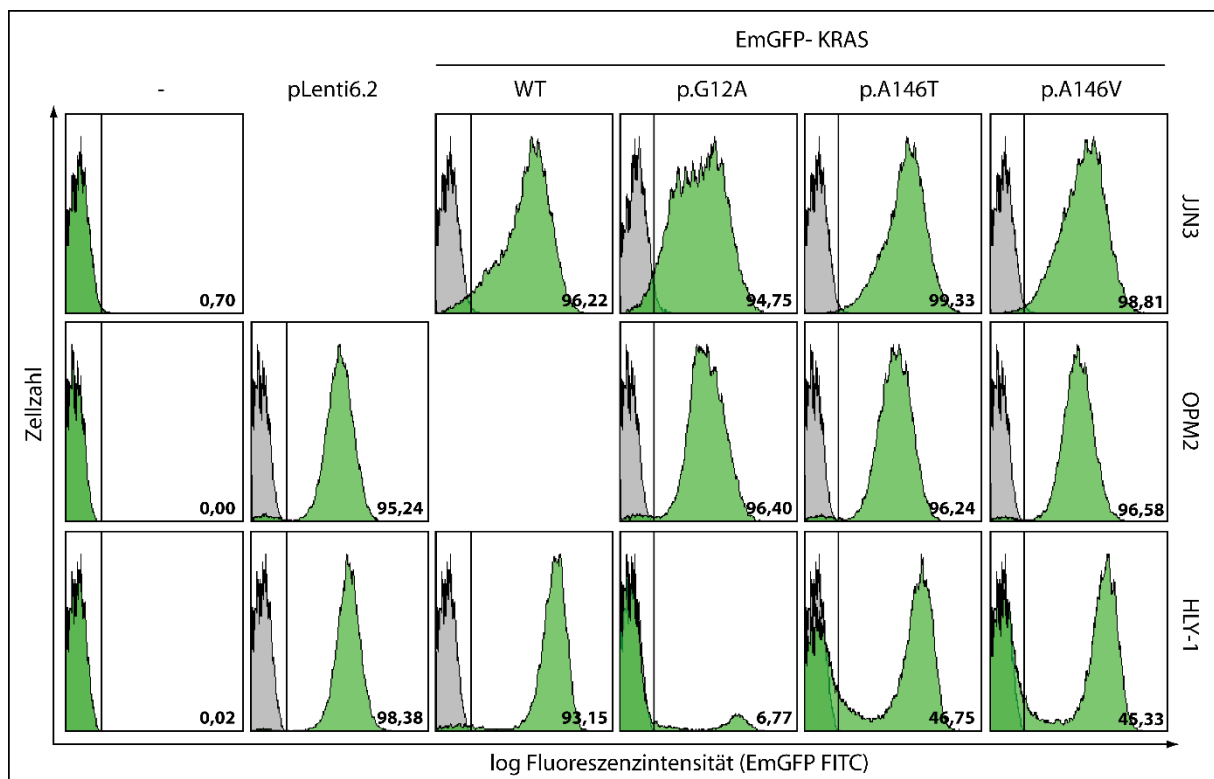 EmGFP- KRAS
- pLenti6.2 WT p.G12A p.A146T p.A146V
0,70 96,22 94,75 99,33 98,81
JJN3
0,00 95,24 96,40 96,24 96,58
OPM2
0,02 98,38 93,15 6,77 46,75 45,33
HLY-1
Zellzahl
log Fluoreszenzintensität (EmGFP FITC)